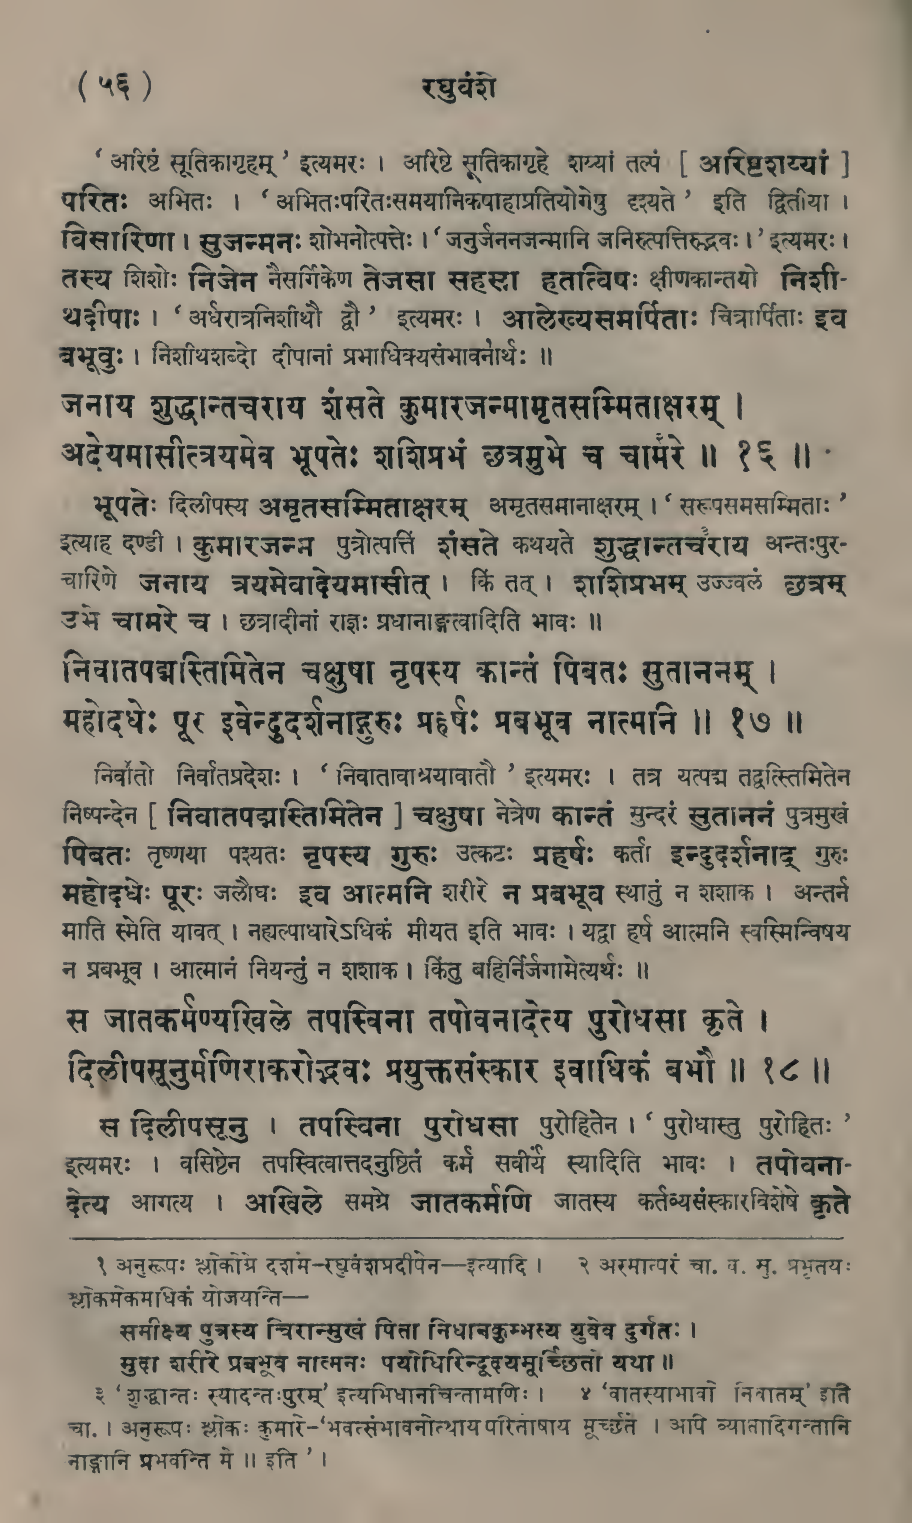 ( ५६ ) रघुवंशे
‘ अरिष्टं सूतिकागृहम् ’ इत्यमरः । अरिष्टे सूतिकागृहे शय्यां तल्पं [ अरिष्टशय्यां ]
परितः अभितः । ‘ अभितःपरितःसमयानिकषाहाप्रतियोगेषु दृश्यते ’ इति द्वितीया ।
विसारिणा । सुजन्मनः शोभनोत्पत्तेः । ‘ जनुर्जननजन्मानि जनिरुत्पत्तिरुद्भवः । ’ इत्यमरः ।
तस्य शिशोः निजेन नैसर्गिकेण तेजसा सहसा हतत्विषः क्षीणकान्तयो निशी-
थदीपाः । ‘ अर्धरात्रनिशीथौ द्वौ ’ इत्यमरः । आलेख्यसमर्पिताः चित्रार्पिताः इव
बभूवुः । निशीथशब्दो दीपानां प्रभाधिक्यसंभावनार्थः ॥
जनाय शुद्धान्तचराय शंसते कुमारजन्मामृतसम्मिताक्षरम् ।
अदेयमासीत्त्रयमेव भूपतेः शशिप्रभं छत्रमुभे च चामरे ॥ १६ ॥
भूपतेः दिलीपस्य अमृतसम्मिताक्षरम् अमृतसमानाक्षरम् । ‘ सरूपसमसम्मिताः ’
इत्याह दण्डी । कुमारजन्म पुत्रोत्पत्तिं शंसते कथयते शुद्धान्तचराय अन्तःपुर-
चारिणे जनाय त्रयमेवादेयमासीत् । किं तत् । शशिप्रभम् उज्ज्वलं छत्रम्
उभे चामरे च । छत्रादीनां राज्ञः प्रधानाङ्गत्वादिति भावः ॥
निवातपद्मस्तिमितेन चक्षुषा नृपस्य कान्तं पिबतः सुताननम् ।
महोदधेः पूर इवेन्दुदर्शनाद्गुरुः प्रहर्षः प्रबभूव नात्मनि ॥ १७ ॥
निर्वातो निर्वातप्रदेशः । ‘ निवातावाश्रयावातौ ’ इत्यमरः । तत्र यत्पद्म तद्वत्स्तिमितेन
निष्पन्देन [ निवातपद्मस्तिमितेन ] चक्षुषा नेत्रेण कान्तं सुन्दरं सुताननं पुत्रमुखं
पिबतः तृष्णया पश्यतः नृपस्य गुरुः उत्कटः प्रहर्षः कर्ता इन्दुदर्शनाद् गुरुः
महोदधेः पूरः जलौघः इव आत्मनि शरीरे न प्रबभूव स्थातुं न शशाक । अन्तर्न
माति स्मेति यावत् । नह्यल्पाधारेऽधिकं मीयत इति भावः । यद्वा हर्ष आत्मनि स्वस्मिन्विषय
न प्रबभूव । आत्मानं नियन्तुं न शशाक । किंतु बहिर्निर्जगामेत्यर्थः ॥
स जातकर्मण्यखिले तपस्विना तपोवनादेत्य पुरोधसा कृते ।
दिलीपसूनुर्मणिराकरोद्भवः प्रयुक्तसंस्कार इवाधिकं बभौ ॥ १८ ॥
स दिलीपसूनु । तपस्विना पुरोधसा पुरोहितेन । ‘ पुरोधास्तु पुरोहितः ’
इत्यमरः । वसिष्ठेन तपस्वित्वात्तदनुष्ठितं कर्म सवीर्यं स्यादिति भावः । तपोवना-
देत्य आगत्य । अखिले समग्रे जातकर्मणि जातस्य कर्तव्यसंस्कारविशेषे कृते
१ अनुरूपः श्लोकोग्रे दशमे–रघुवंशप्रदीपेन—इत्यादि । २ अस्मात्परं चा. व. सु. प्रभृतयः
श्लोकमेकमधिकं योजयन्ति—
समीक्ष्य पुत्रस्य चिरान्मुखं पिता निधानकुम्भस्य युवेव दुर्गतः ।
मुदा शरीरे प्रबभूव नात्मनः पयोधिरिन्दूदयमूर्च्छितो यथा ॥
३ ‘ शुद्धान्तः स्यादन्तःपुरम्’ इत्यभिधानचिन्तामणिः । ४ ‘वातस्याभावो निवातम्’ इति
चा. । अनुरूपः श्लोकः कुमारे–‘भवत्संभावनोत्थाय परितोषाय मूर्च्छते । अपि व्याप्तादिगन्तानि
नाङ्गानि प्रभवन्ति मे ॥ इति ’ ।